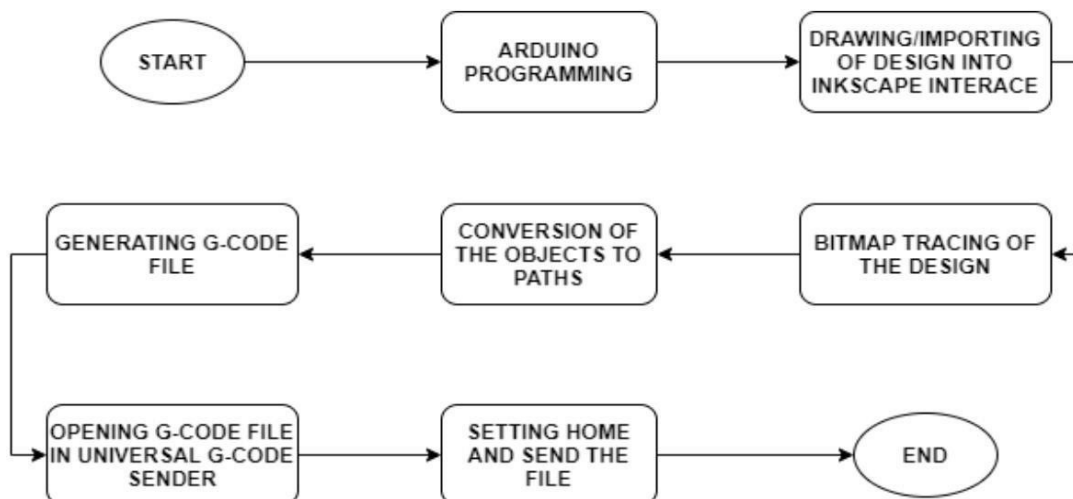 START
ARDUINO
PROGRAMMING
DRAWING/IMPORTING
OF DESIGN INTO
INKSCAPE INTERACE
BITMAP TRACING OF
THE DESIGN
CONVERSION OF
THE OBJECTS TO
PATHS
GENERATING G-CODE
FILE
OPENING G-CODE FILE
IN UNIVERSAL G-CODE
SENDER
SETTING HOME
AND SEND THE
FILE
END